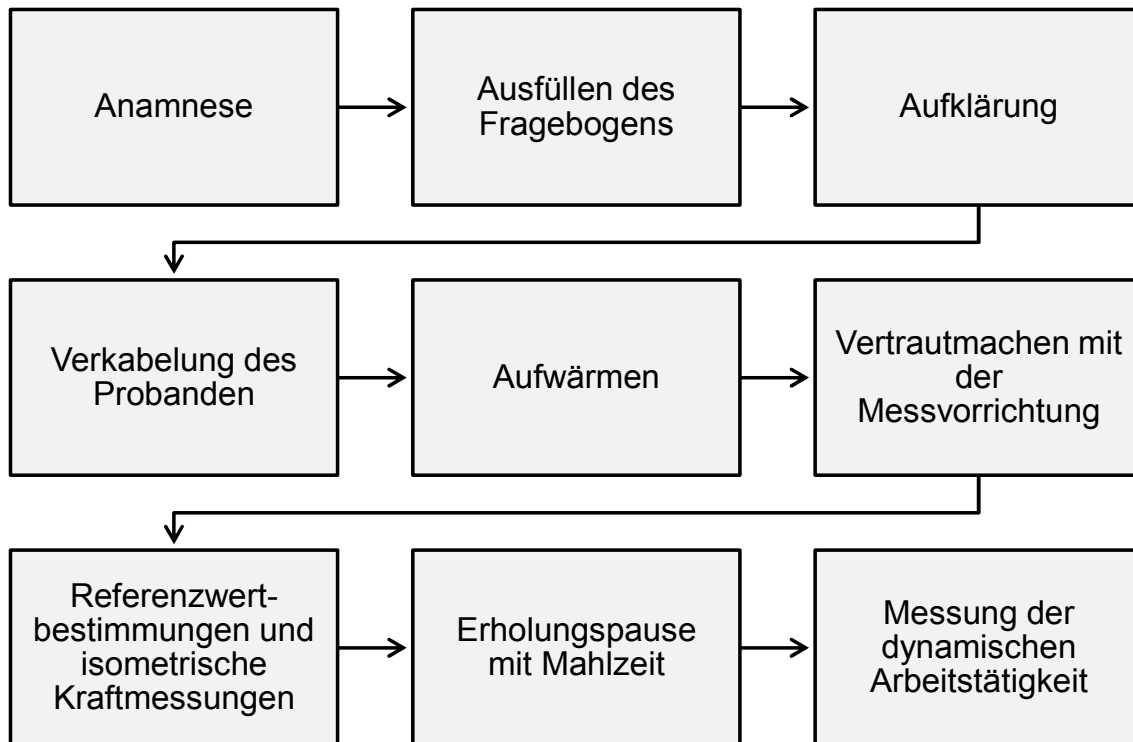 Anamnese
Ausfüllen des
Fragebogens
Aufklärung
Verkabelung des
Probanden
Aufwärmen
Vertrautmachen mit
der
Messvorrichtung
Referenzwert-
bestimmungen und
isometrische
Kraftmessungen
Erholungspause
mit Mahlzeit
Messung der
dynamischen
Arbeitstätigkeit